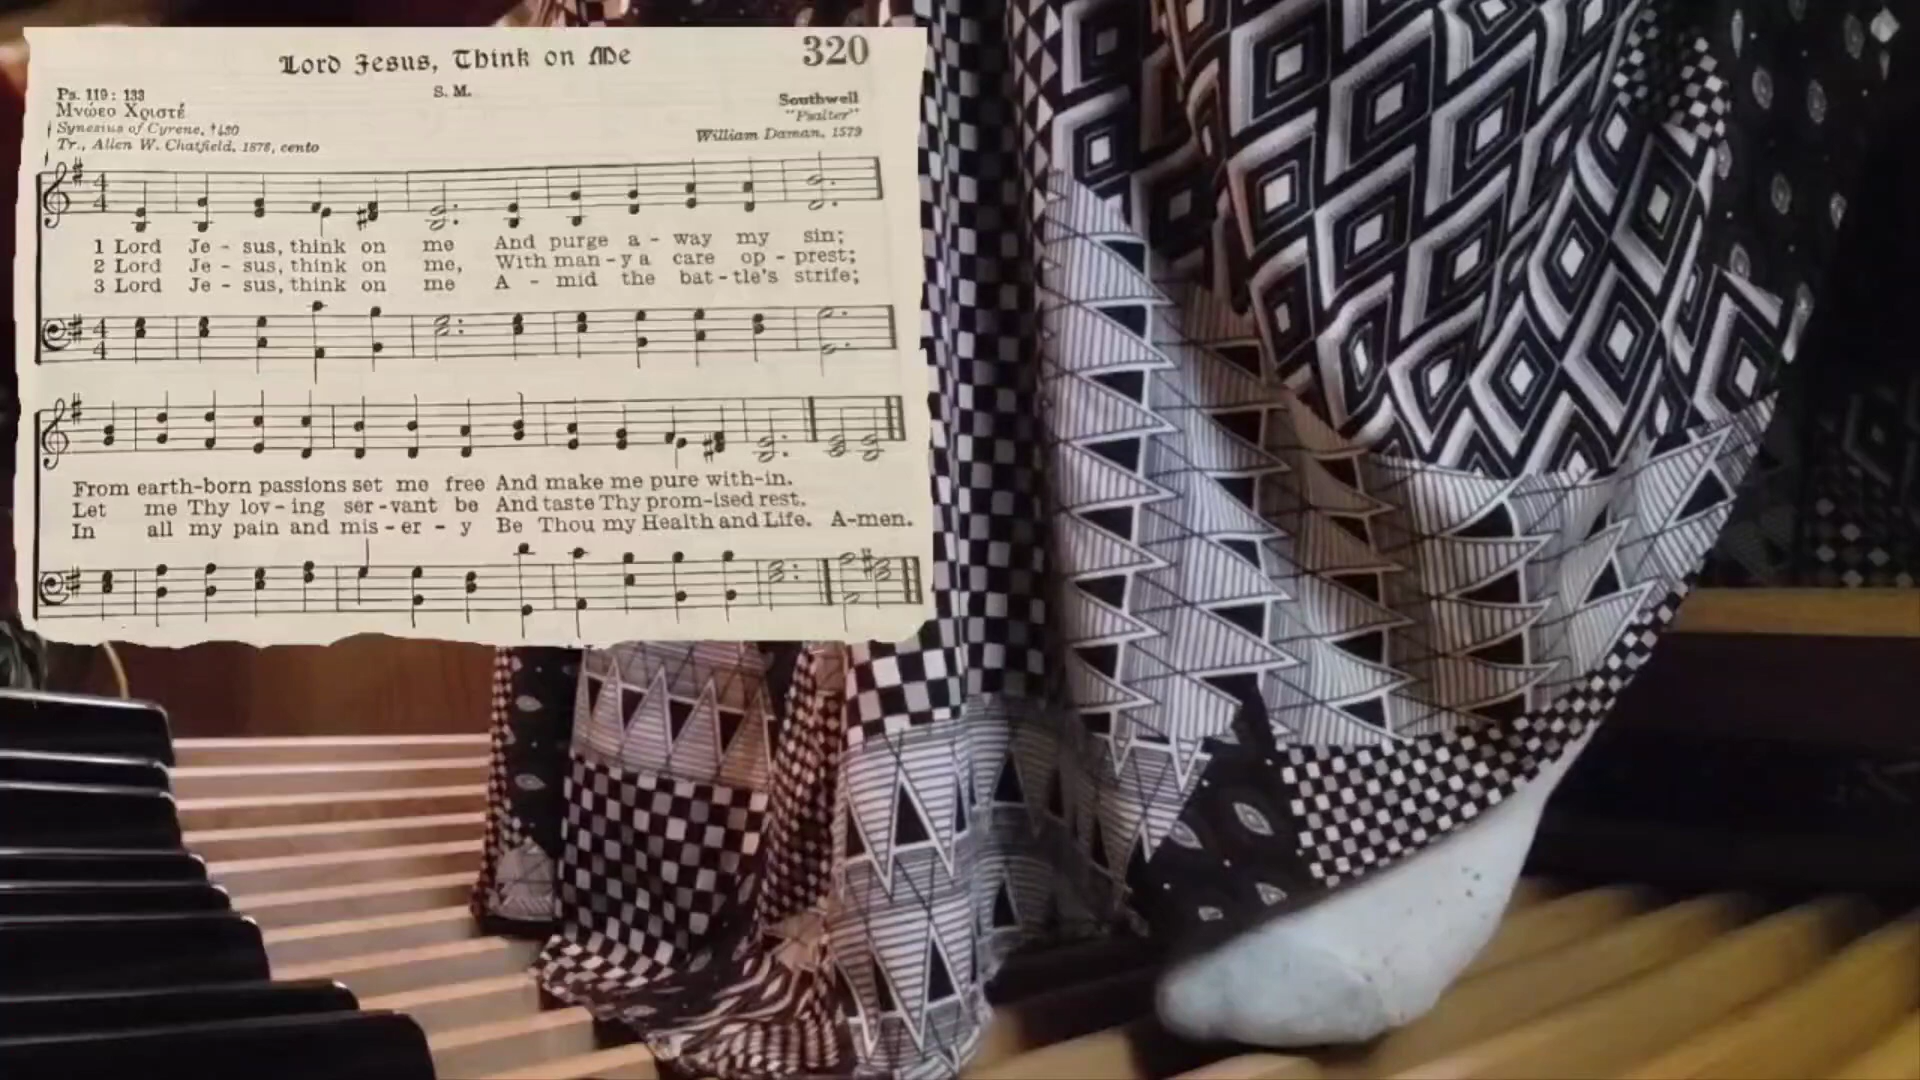 Lord Jesus, Think on Me
320
Ps. 119: 133
S. M.
Southwell
Μνώεο Χριστέ
"Psalter"
Synesius of Cyrene, †430
William Daman, 1579
Tr., Allen W. Chatfield, 1876, cento
1 Lord Je - sus, think on me And purge a - way my sin;
2 Lord Je - sus, think on me, With man - y a care op - prest;
3 Lord Je - sus, think on me A - mid the bat - tle's strife;
From earth-born passions set me free And make me pure with-in.
Let me Thy lov - ing ser - vant be And taste Thy prom-ised rest.
In all my pain and mis - er - y Be Thou my Health and Life. A-men.